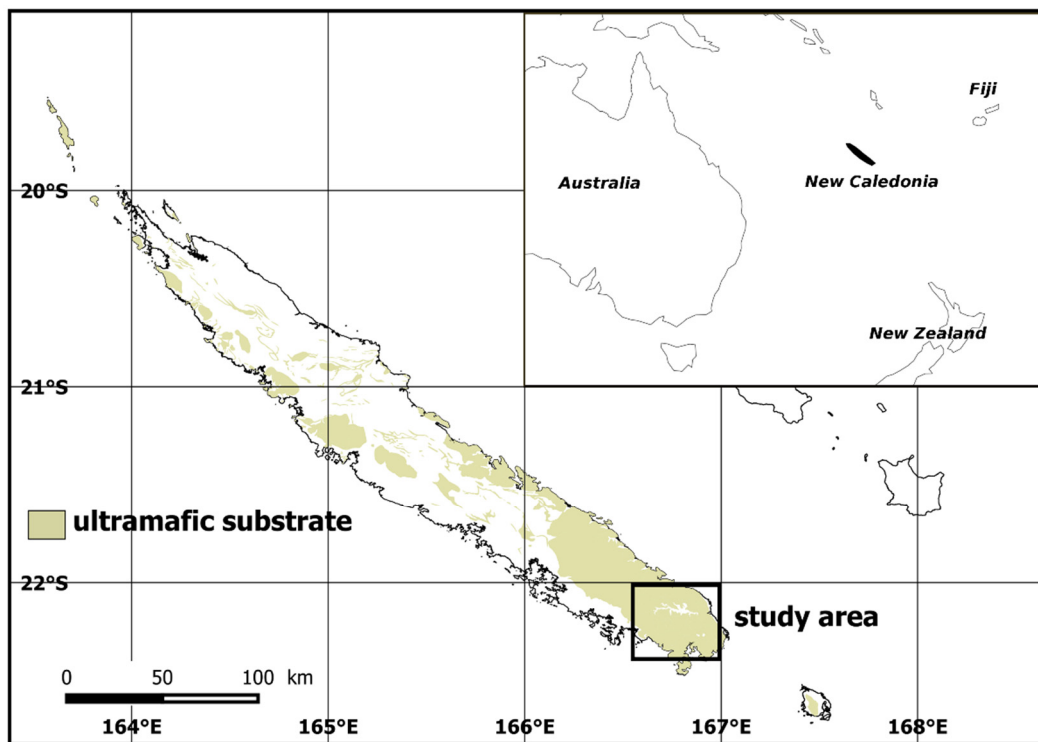 Fiji
Australia
New Caledonia
New Zealand
20°S
21°S
ultramafic substrate
22°S
study area
0 50 100 km
164°E 165°E 166°E 167°E 168°E